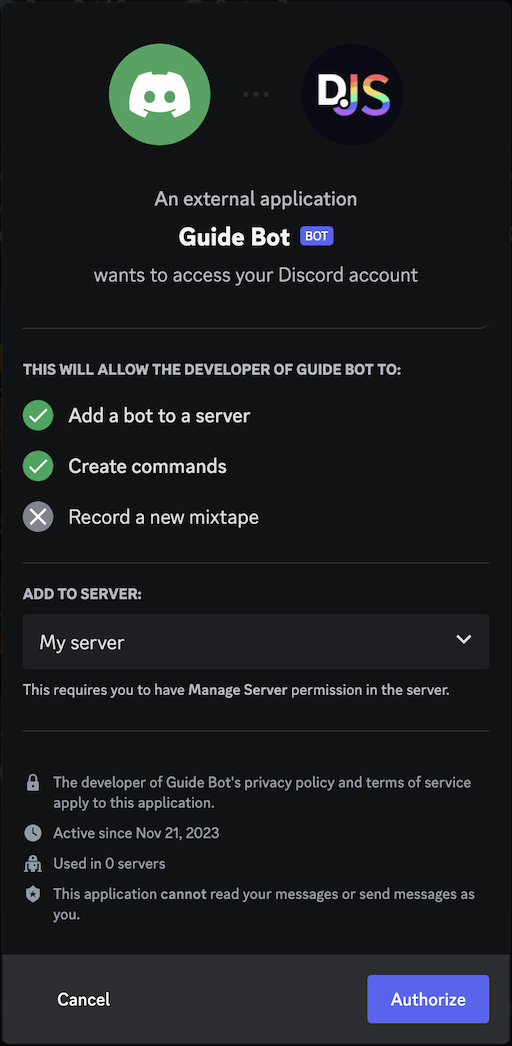 D.JS
An external application
Guide Bot BOT
wants to access your Discord account
THIS WILL ALLOW THE DEVELOPER OF GUIDE BOT TO:
Add a bot to a server
Create commands
Record a new mixtape
ADD TO SERVER:
My server
This requires you to have Manage Server permission in the server.
The developer of Guide Bot's privacy policy and terms of service
apply to this application.
Active since Nov 21, 2023
Used in 0 servers
This application cannot read your messages or send messages as
you.
Cancel
Authorize